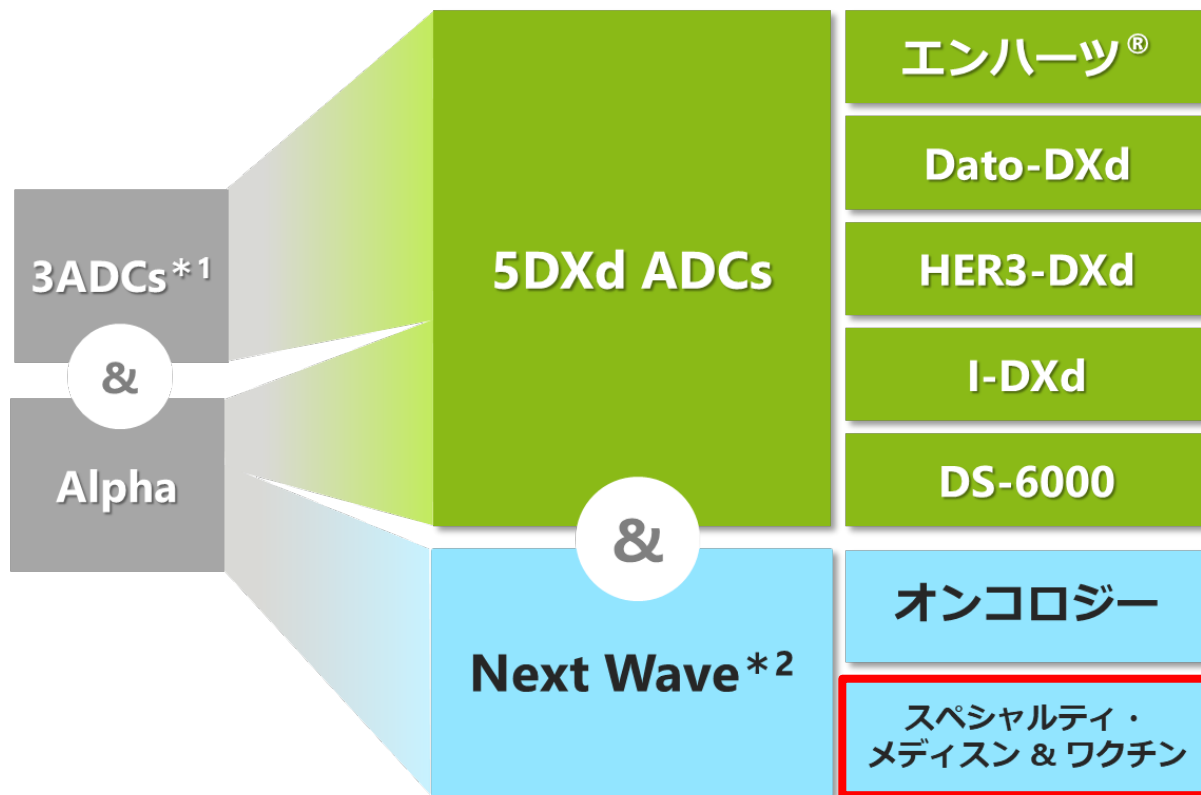 3ADCs*1
&
Alpha
5DXd ADCs
&
Next Wave*2
エンハーツ®
Dato-DXd
HER3-DXd
I-DXd
DS-6000
オンコロジー
スペシャルティ・
メディスン & ワクチン